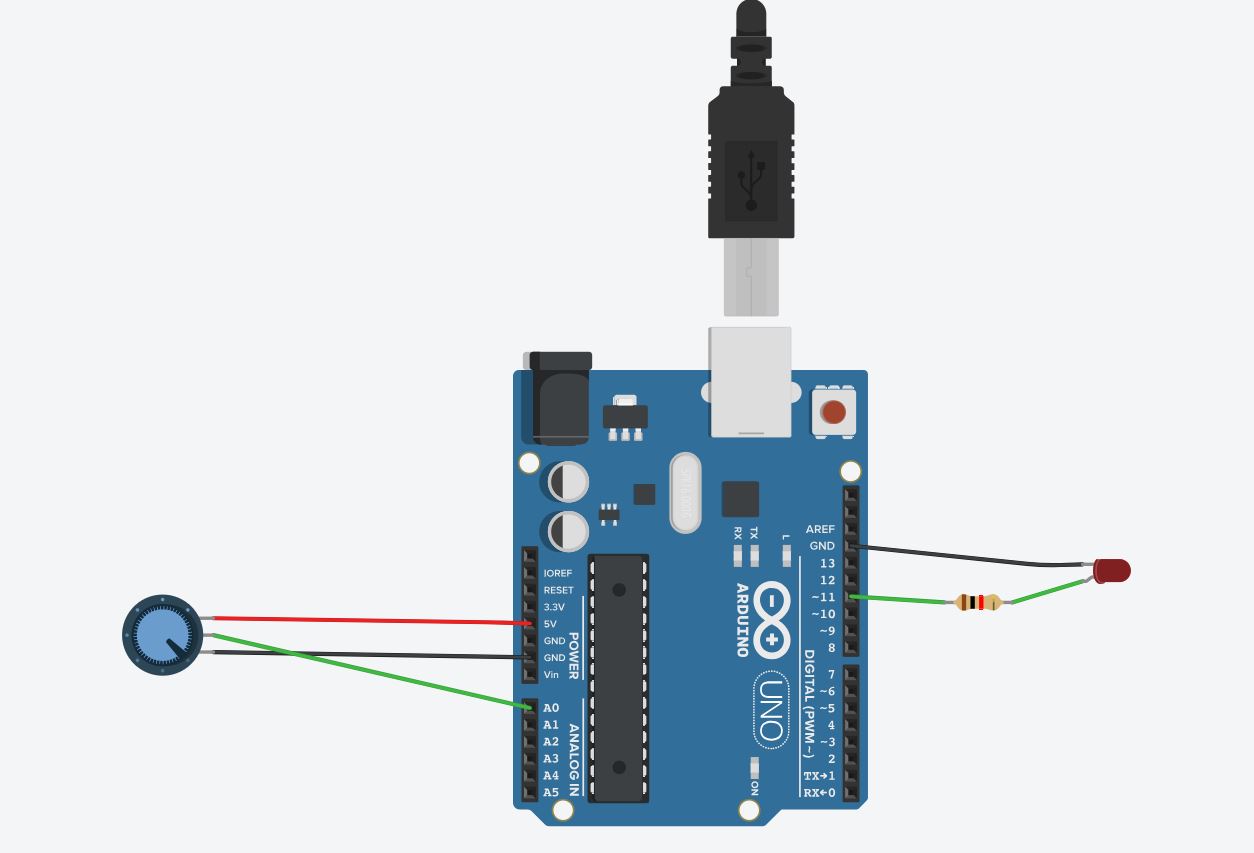 AREF
GND
13
12
~11
~10
~9
8
7
~6
~5
4
~3
2
TX→1
RX←0
DIGITAL (PWM~)
IOREF
RESET
3.3V
5V
GND
GND
Vin
POWER
A0
A1
A2
A3
A4
A5
ANALOG IN
RX
TX
L
ARDUINO
UNO
ON